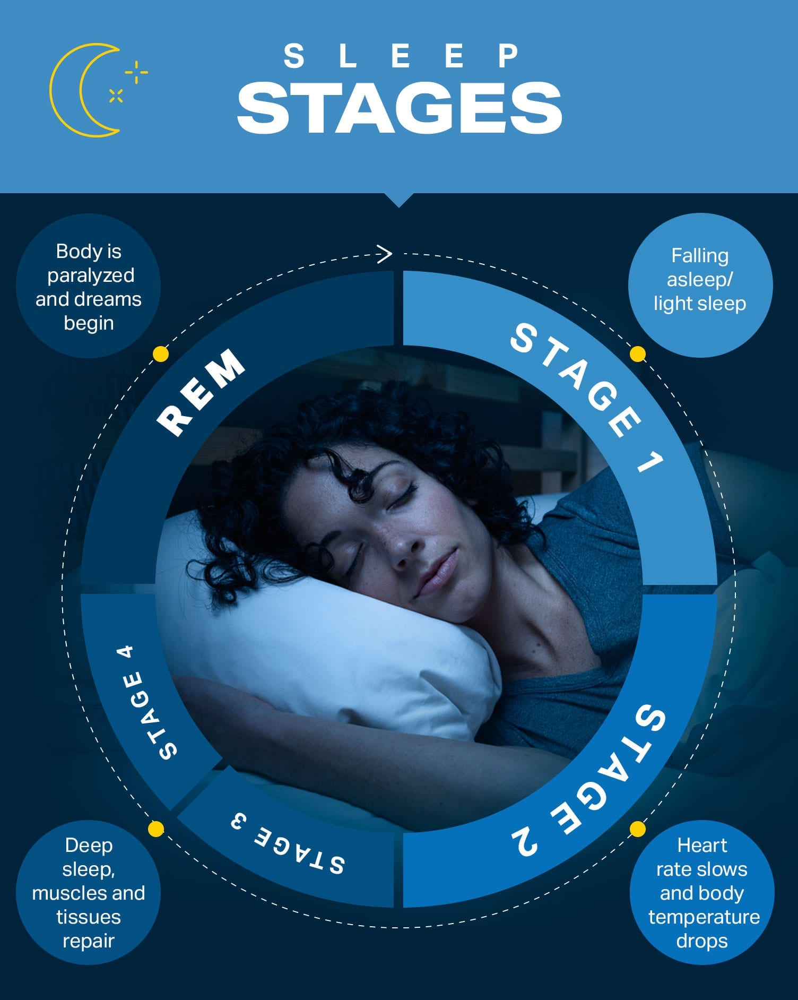 SLEEP
STAGES
Body is
paralyzed
and dreams
begin
Falling
asleep/
light sleep
REM
STAGE 1
STAGE 4
STAGE 3
STAGE 2
Deep
sleep,
muscles and
tissues
repair
Heart
rate slows
and body
temperature
drops